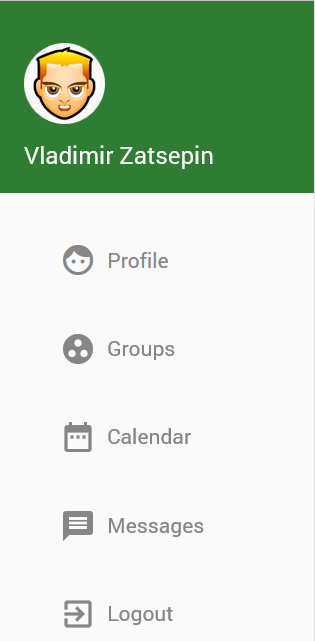 Vladimir Zatsepin
Profile
Groups
Calendar
Messages
Logout